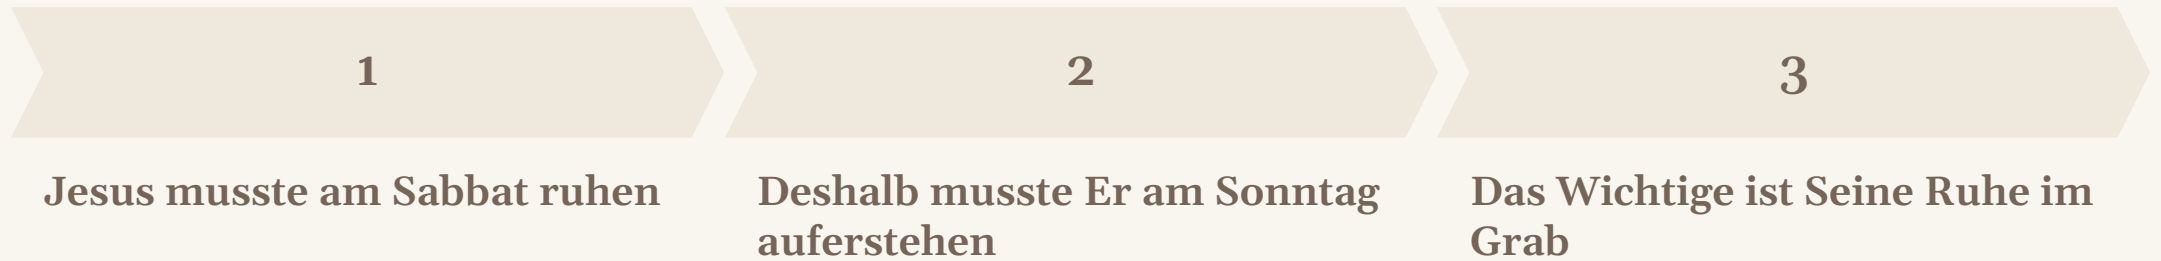 1
Jesus musste am Sabbat ruhen
2
Deshalb musste Er am Sonntag
auferstehen
3
Das Wichtige ist Seine Ruhe im
Grab